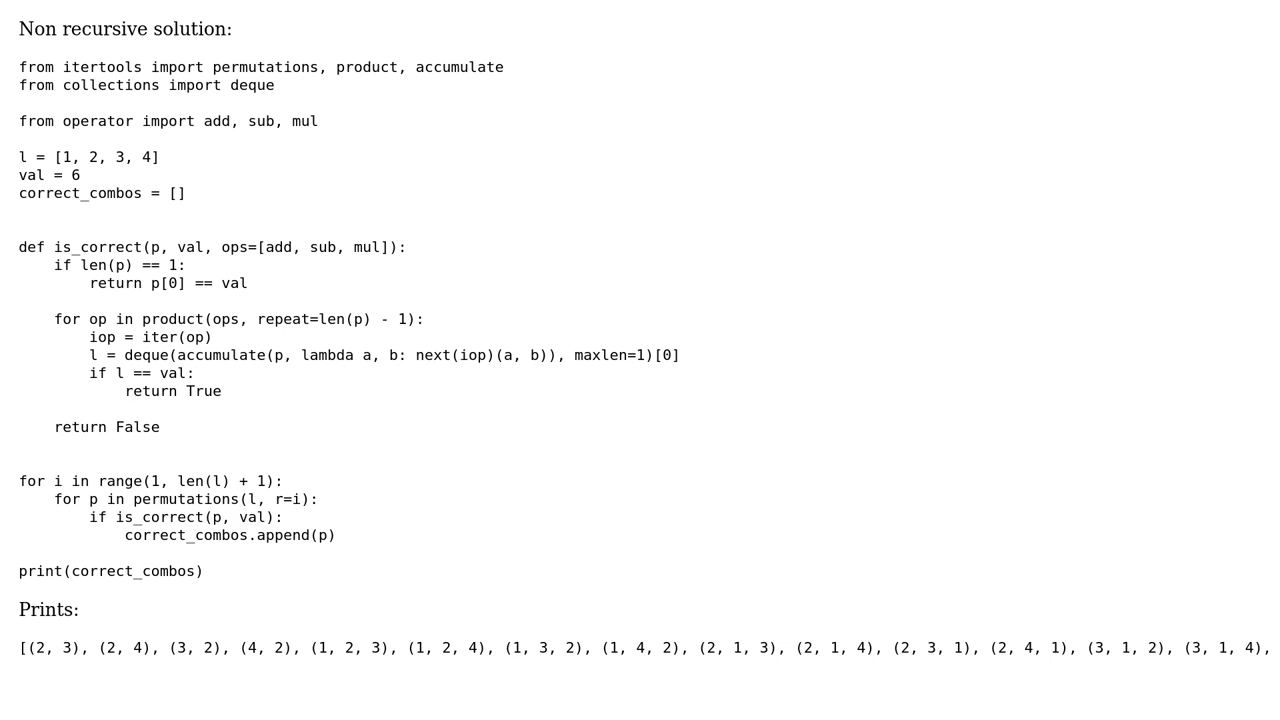 Non recursive solution:
from itertools import permutations, product, accumulate
from collections import deque
from operator import add, sub, mul
l = [1, 2, 3, 4]
val = 6
correct_combos = []
def is_correct(p, val, ops=[add, sub, mul]):
    if len(p) == 1:
        return p[0] == val
    for op in product(ops, repeat=len(p) - 1):
        iop = iter(op)
        l = deque(accumulate(p, lambda a, b: next(iop)(a, b)), maxlen=1)[0]
        if l == val:
            return True
    return False
for i in range(1, len(l) + 1):
    for p in permutations(l, r=i):
        if is_correct(p, val):
            correct_combos.append(p)
print(correct_combos)
Prints:
[(2, 3), (2, 4), (3, 2), (4, 2), (1, 2, 3), (1, 2, 4), (1, 3, 2), (1, 4, 2), (2, 1, 3), (2, 1, 4), (2, 3, 1), (2, 4, 1), (3, 1, 2), (3, 1, 4),